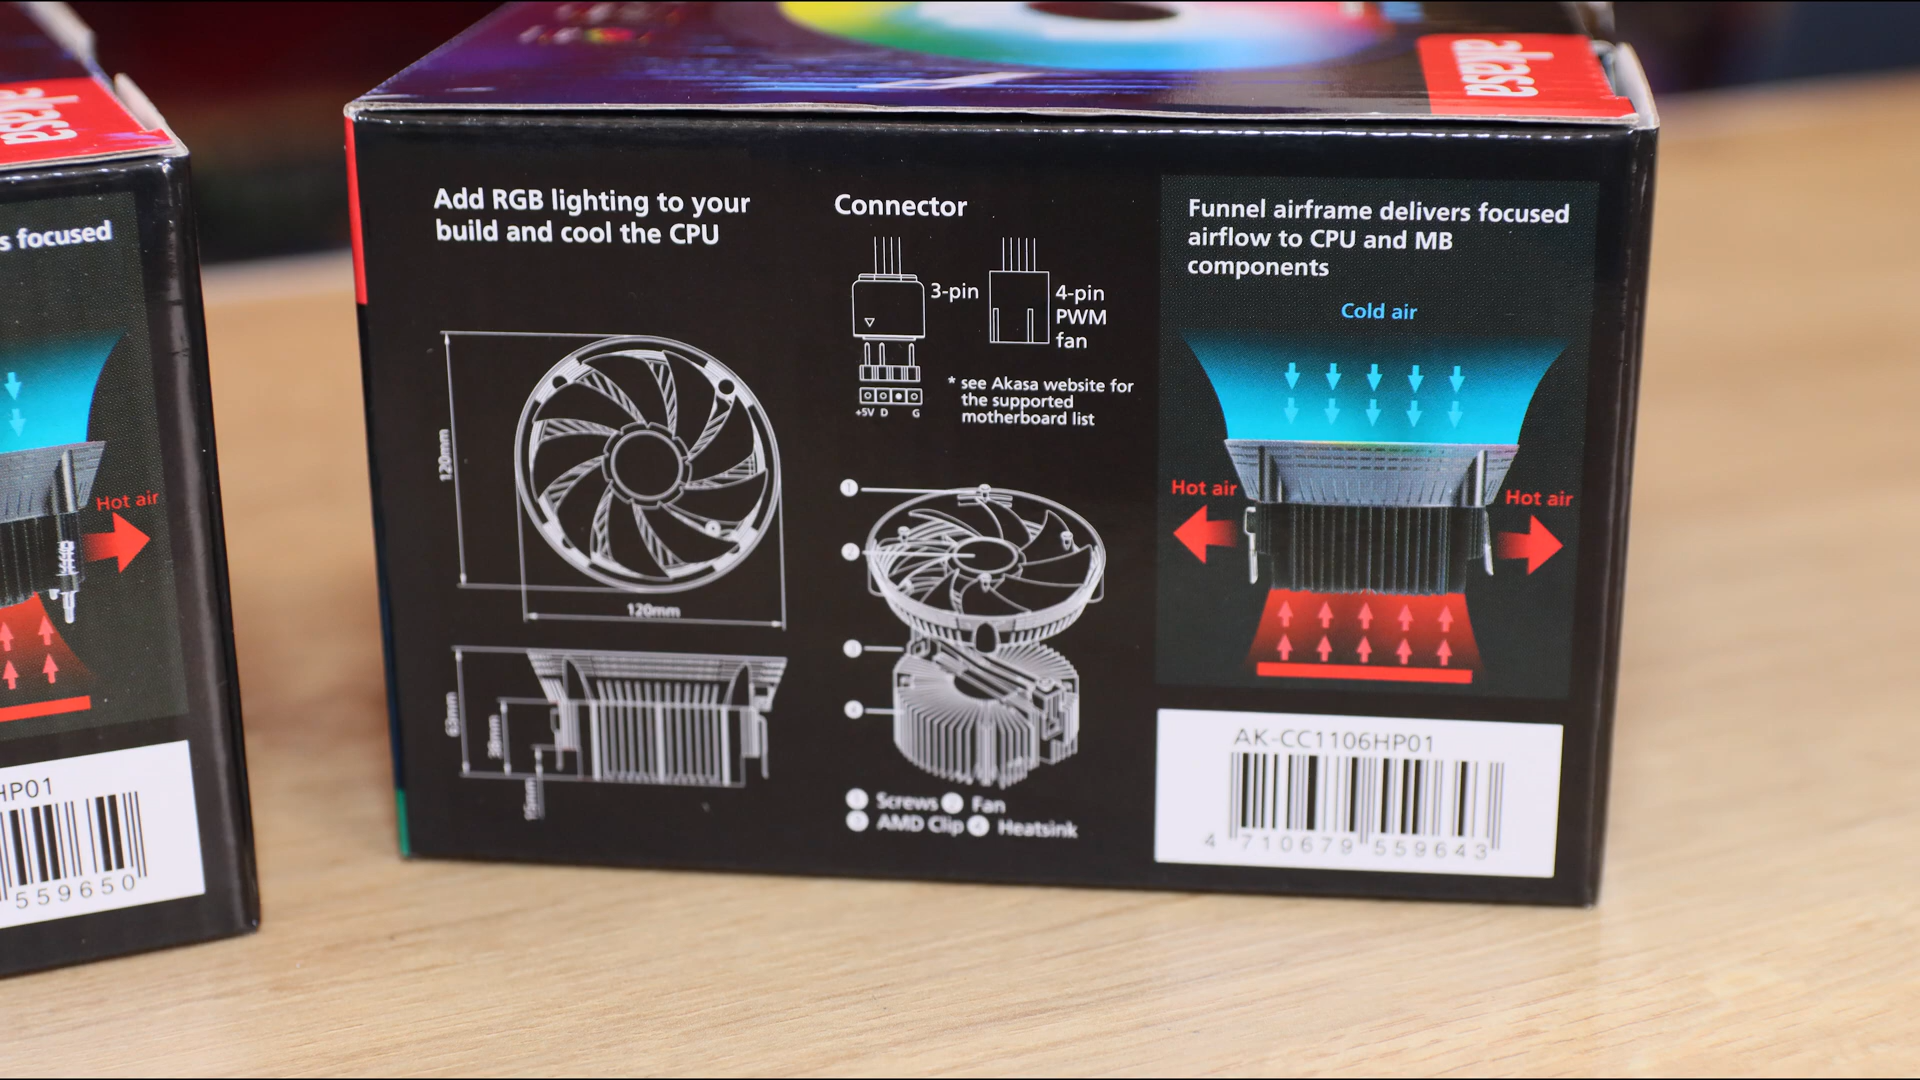 akasa
s focused
Hot air
HP01
559650
akasa
Add RGB lighting to your
build and cool the CPU
120mm
120mm
63mm
38mm
Connector
3-pin
4-pin
PWM
fan
+5V D G
* see Akasa website for
the supported
motherboard list
1
2
3
4
1 Screws 2 Fan
3 AMD Clip 4 Heatsink
Funnel airframe delivers focused
airflow to CPU and MB
components
Cold air
Hot air
Hot air
AK-CC1106HP01
4 710679 559643